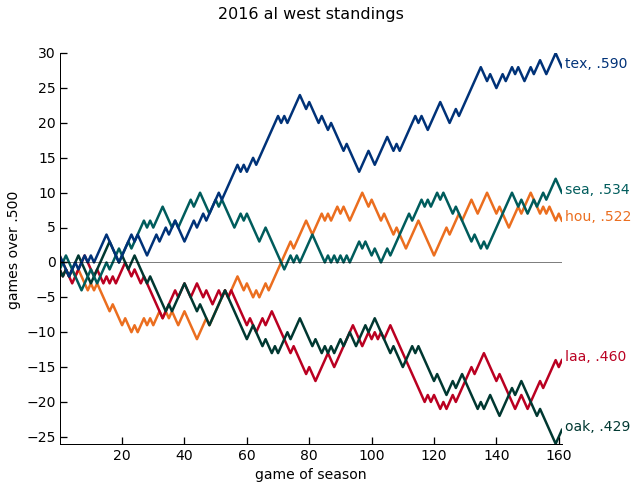 2016 al west standings
30
25
20
15
10
5
0
−5
−10
−15
−20
−25
games over .500
tex, .590
sea, .534
hou, .522
laa, .460
oak, .429
20
40
60
80
100
120
140
160
game of season